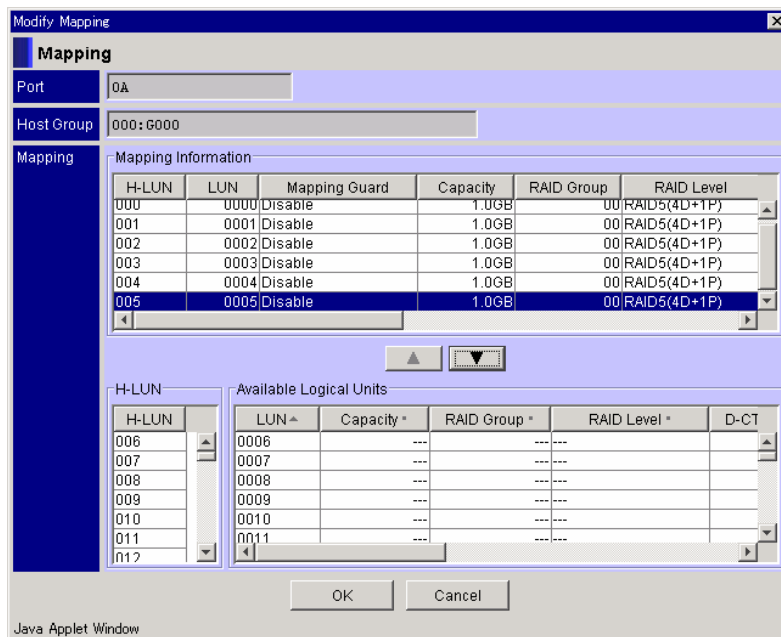 Modify Mapping
Mapping
Port 0A
Host Group 000:G000
Mapping
Mapping Information
H-LUN LUN Mapping Guard Capacity RAID Group RAID Level
000 0000 Disable 1.0GB 00 RAID5(4D+1P)
001 0001 Disable 1.0GB 00 RAID5(4D+1P)
002 0002 Disable 1.0GB 00 RAID5(4D+1P)
003 0003 Disable 1.0GB 00 RAID5(4D+1P)
004 0004 Disable 1.0GB 00 RAID5(4D+1P)
005 0005 Disable 1.0GB 00 RAID5(4D+1P)
H-LUN
H-LUN
006
007
008
009
010
011
012
Available Logical Units
LUN Capacity RAID Group RAID Level D-CT
0006 --- --- ---
0007 --- --- ---
0008 --- --- ---
0009 --- --- ---
0010 --- --- ---
0011 --- --- ---
OK Cancel
Java Applet Window